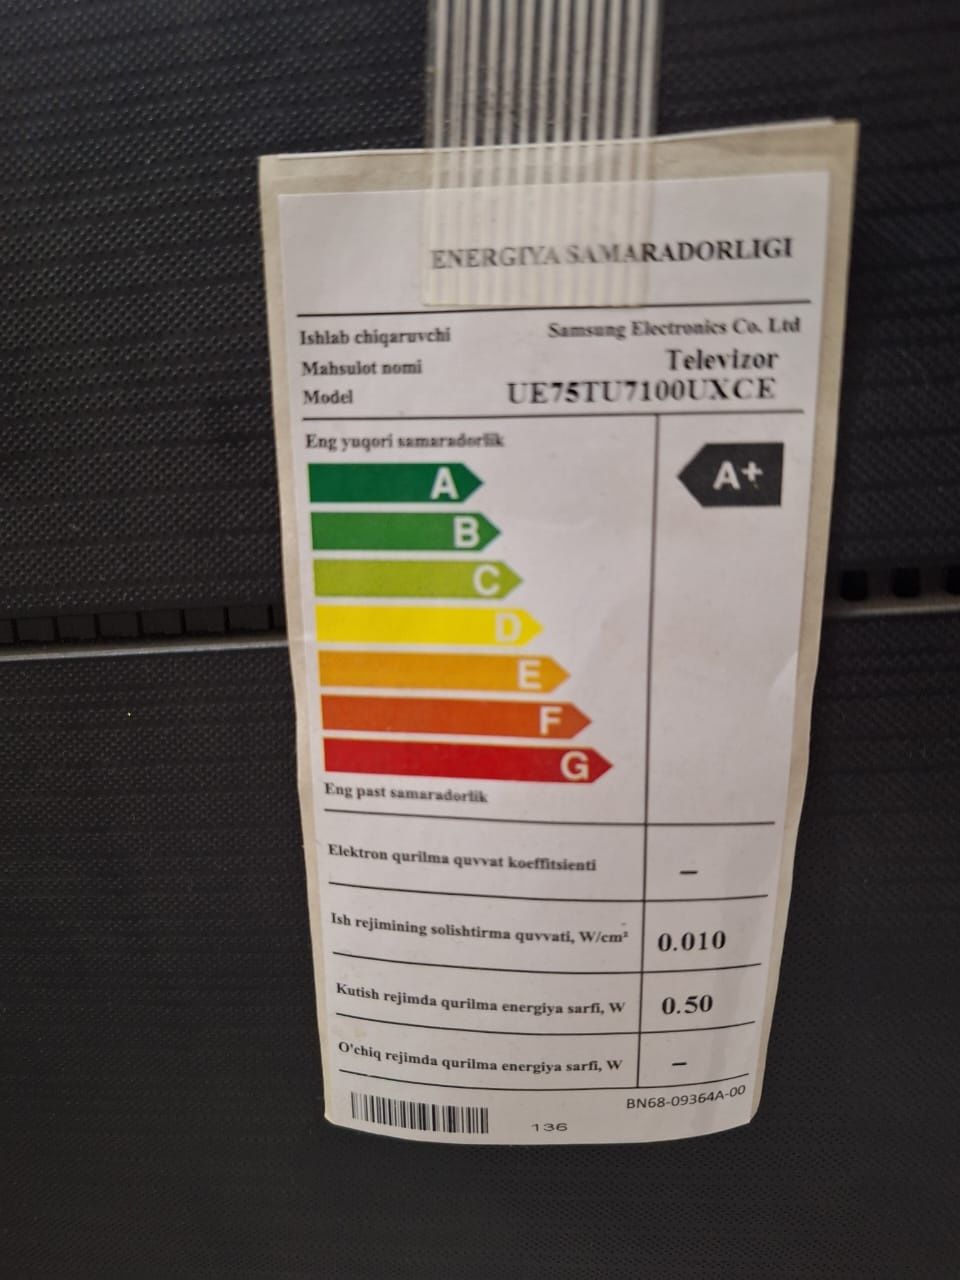 ENERGIYA SAMARADORLIGI
Ishlab chiqaruvchi Samsung Electronics Co. Ltd
Mahsulot nomi Televizor
Model UE75TU7100UXCE
Eng yuqori samaradorlik
A A+
B
C
D
E
F
G
Eng past samaradorlik
Elektron qurilma quvvat koeffitsienti –
Ish rejimining solishtirma quvvati, W/cm² 0.010
Kutish rejimda qurilma energiya sarfi, W 0.50
O'chiq rejimda qurilma energiya sarfi, W –
BN68-09364A-00
136